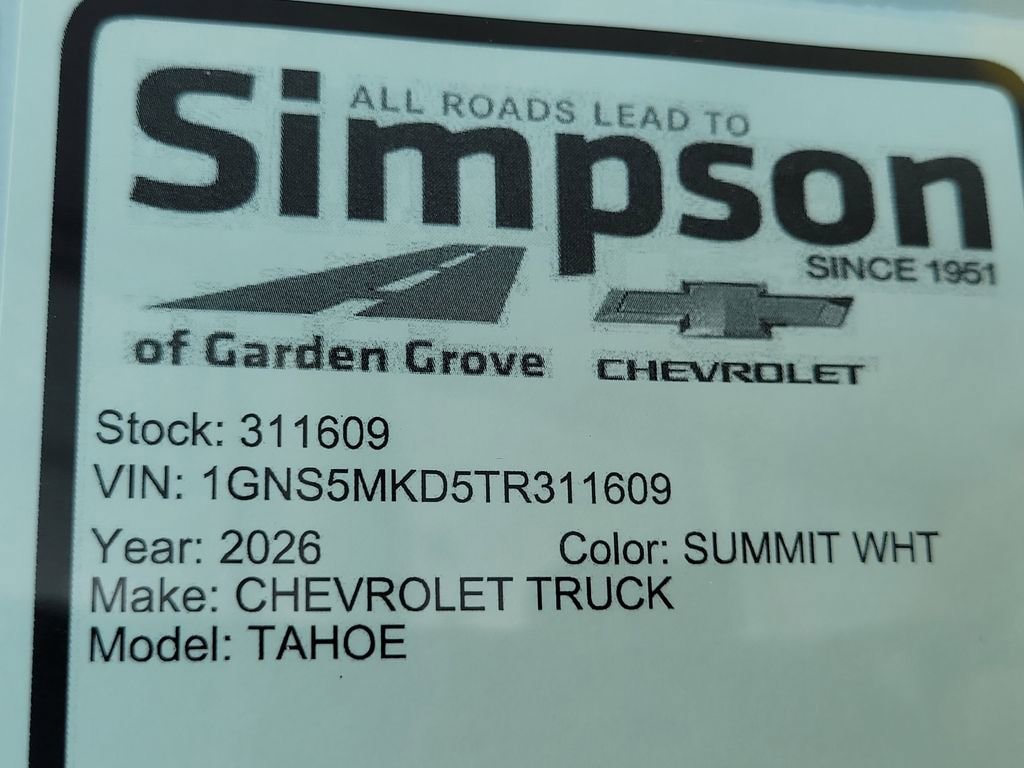 ALL ROADS LEAD TO
Simpson
SINCE 1951
of Garden Grove
CHEVROLET
Stock: 311609
VIN: 1GNS5MKD5TR311609
Year: 2026 Color: SUMMIT WHT
Make: CHEVROLET TRUCK
Model: TAHOE